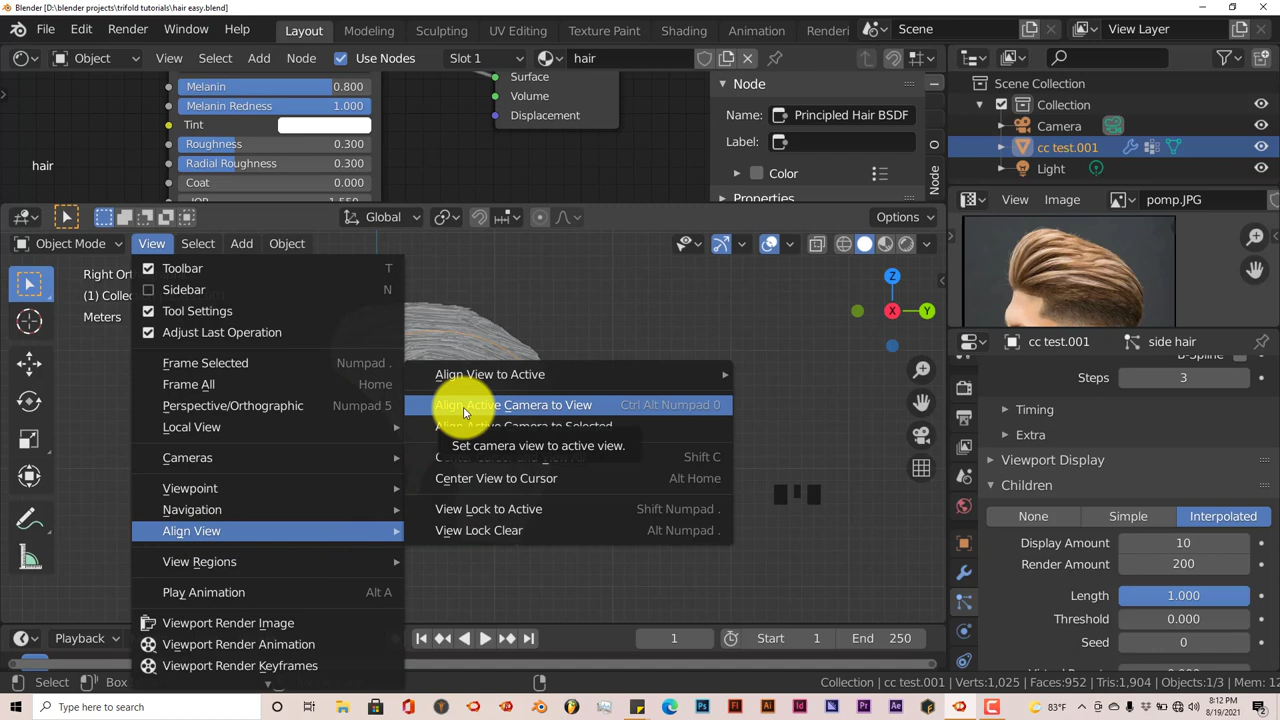 Blender [D:\blender projects\trifold tutorials\hair easy.blend]
File Edit Render Window Help Layout Modeling Sculpting UV Editing Texture Paint Shading Animation Renderi Scene View Layer
Object View Select Add Node Use Nodes Slot 1 hair
Melanin 0.800
Melanin Redness 1.000
Tint
Roughness 0.300
Radial Roughness 0.300
Coat 0.000
hair
Surface
Volume
Displacement
Node
Name: Principled Hair BSDF
Label:
Color
Properties
Node
Scene Collection
Collection
Camera
cc test.001
Light
View Image pomp.JPG
Global Options
Object Mode View Select Add Object
Right Ort
(1) Collec
Meters
Toolbar T
Sidebar N
Tool Settings
Adjust Last Operation
Frame Selected Numpad .
Frame All Home
Perspective/Orthographic Numpad 5
Local View
Cameras
Viewpoint
Navigation
Align View
View Regions
Play Animation Alt A
Viewport Render Image
Viewport Render Animation
Viewport Render Keyframes
Align View to Active
Align Active Camera to View Ctrl Alt Numpad 0
Align Active Camera to Selected
Set camera view to active view.
Shift C
Center View to Cursor Alt Home
View Lock to Active Shift Numpad .
View Lock Clear Alt Numpad .
Z
X
Y
cc test.001 side hair
B-Spline
Steps 3
Timing
Extra
Viewport Display
Children
None Simple Interpolated
Display Amount 10
Render Amount 200
Length 1.000
Threshold 0.000
Seed 0
Playback 1 Start 1 End 250
Select Box Collection | cc test.001 | Verts:1,025 | Faces:952 | Tris:1,904 | Objects:1/3 | Mem: 12
Type here to search
8:12 PM
8/19/2021